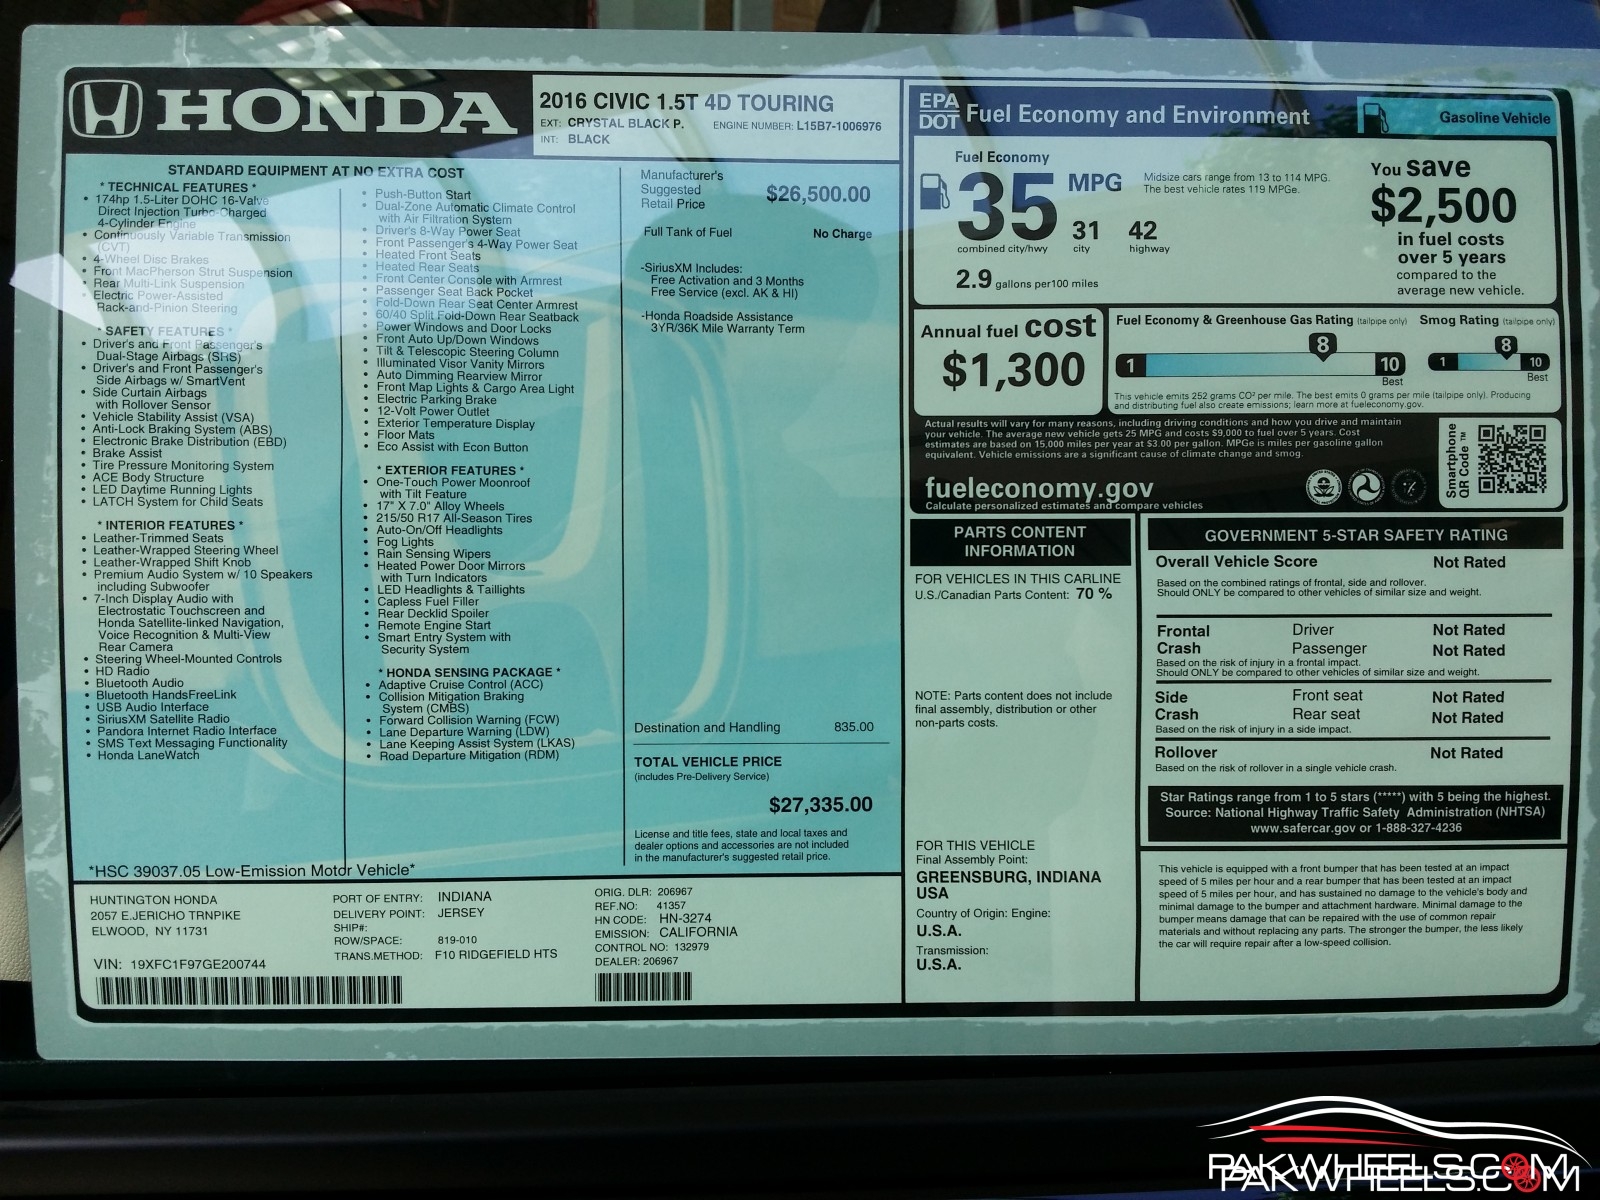 HONDA
2016 CIVIC 1.5T 4D TOURING
EXT: CRYSTAL BLACK P. ENGINE NUMBER: L15B7-1006976
INT: BLACK
STANDARD EQUIPMENT AT NO EXTRA COST
* TECHNICAL FEATURES *
• 174hp 1.5-Liter DOHC 16-Valve
Direct Injection Turbo-Charged
4-Cylinder Engine
• Continuously Variable Transmission
(CVT)
• 4-Wheel Disc Brakes
• Front MacPherson Strut Suspension
• Rear Multi-Link Suspension
• Electric Power-Assisted
Rack-and-Pinion Steering
* SAFETY FEATURES *
• Driver's and Front Passenger's
Dual-Stage Airbags (SRS)
• Driver's and Front Passenger's
Side Airbags w/ SmartVent
• Side Curtain Airbags
with Rollover Sensor
• Vehicle Stability Assist (VSA)
• Anti-Lock Braking System (ABS)
• Electronic Brake Distribution (EBD)
• Brake Assist
• Tire Pressure Monitoring System
• ACE Body Structure
• LED Daytime Running Lights
• LATCH System for Child Seats
* INTERIOR FEATURES *
• Leather-Trimmed Seats
• Leather-Wrapped Steering Wheel
• Leather-Wrapped Shift Knob
• Premium Audio System w/ 10 Speakers
including Subwoofer
• 7-Inch Display Audio with
Electrostatic Touchscreen and
Honda Satellite-linked Navigation,
Voice Recognition & Multi-View
Rear Camera
• Steering Wheel-Mounted Controls
• HD Radio
• Bluetooth Audio
• Bluetooth HandsFreeLink
• USB Audio Interface
• SiriusXM Satellite Radio
• Pandora Internet Radio Interface
• SMS Text Messaging Functionality
• Honda LaneWatch
• Push-Button Start
• Dual-Zone Automatic Climate Control
with Air Filtration System
• Driver's 8-Way Power Seat
• Front Passenger's 4-Way Power Seat
• Heated Front Seats
• Heated Rear Seats
• Front Center Console with Armrest
• Passenger Seat Back Pocket
• Fold-Down Rear Seat Center Armrest
• 60/40 Split Fold-Down Rear Seatback
• Power Windows and Door Locks
• Front Auto Up/Down Windows
• Tilt & Telescopic Steering Column
• Illuminated Visor Vanity Mirrors
• Auto Dimming Rearview Mirror
• Front Map Lights & Cargo Area Light
• Electric Parking Brake
• 12-Volt Power Outlet
• Exterior Temperature Display
• Floor Mats
• Eco Assist with Econ Button
* EXTERIOR FEATURES *
• One-Touch Power Moonroof
with Tilt Feature
• 17" X 7.0" Alloy Wheels
• 215/50 R17 All-Season Tires
• Auto-On/Off Headlights
• Fog Lights
• Rain Sensing Wipers
• Heated Power Door Mirrors
with Turn Indicators
• LED Headlights & Taillights
• Capless Fuel Filler
• Rear Decklid Spoiler
• Remote Engine Start
• Smart Entry System with
Security System
* HONDA SENSING PACKAGE *
• Adaptive Cruise Control (ACC)
• Collision Mitigation Braking
System (CMBS)
• Forward Collision Warning (FCW)
• Lane Departure Warning (LDW)
• Lane Keeping Assist System (LKAS)
• Road Departure Mitigation (RDM)
Manufacturer's
Suggested
Retail Price $26,500.00
Full Tank of Fuel No Charge
-SiriusXM Includes:
Free Activation and 3 Months
Free Service (excl. AK & HI)
-Honda Roadside Assistance
3YR/36K Mile Warranty Term
Destination and Handling 835.00
TOTAL VEHICLE PRICE
(includes Pre-Delivery Service)
$27,335.00
License and title fees, state and local taxes and
dealer options and accessories are not included
in the manufacturer's suggested retail price.
*HSC 39037.05 Low-Emission Motor Vehicle*
HUNTINGTON HONDA
2057 E.JERICHO TRNPIKE
ELWOOD, NY 11731
VIN: 19XFC1F97GE200744
PORT OF ENTRY: INDIANA
DELIVERY POINT: JERSEY
SHIP#:
ROW/SPACE: 819-010
TRANS.METHOD: F10 RIDGEFIELD HTS
ORIG. DLR: 206967
REF.NO: 41357
HN CODE: HN-3274
EMISSION: CALIFORNIA
CONTROL NO: 132979
DEALER: 206967
EPA
DOT Fuel Economy and Environment
Gasoline Vehicle
Fuel Economy
35 MPG
combined city/hwy
31 city
42 highway
2.9 gallons per 100 miles
Midsize cars range from 13 to 114 MPG.
The best vehicle rates 119 MPGe.
You save
$2,500
in fuel costs
over 5 years
compared to the
average new vehicle.
Annual fuel cost
$1,300
Fuel Economy & Greenhouse Gas Rating (tailpipe only)
1 8 10
Best
Smog Rating (tailpipe only)
1 8 10
Best
This vehicle emits 252 grams CO² per mile. The best emits 0 grams per mile (tailpipe only). Producing
and distributing fuel also create emissions; learn more at fueleconomy.gov.
Actual results will vary for many reasons, including driving conditions and how you drive and maintain
your vehicle. The average new vehicle gets 25 MPG and costs $9,000 to fuel over 5 years. Cost
estimates are based on 15,000 miles per year at $3.00 per gallon. MPGe is miles per gasoline gallon
equivalent. Vehicle emissions are a significant cause of climate change and smog.
fueleconomy.gov
Calculate personalized estimates and compare vehicles
Smartphone
QR Code ™
PARTS CONTENT
INFORMATION
FOR VEHICLES IN THIS CARLINE
U.S./Canadian Parts Content: 70 %
NOTE: Parts content does not include
final assembly, distribution or other
non-parts costs.
FOR THIS VEHICLE
Final Assembly Point:
GREENSBURG, INDIANA
USA
Country of Origin: Engine:
U.S.A.
Transmission:
U.S.A.
GOVERNMENT 5-STAR SAFETY RATING
Overall Vehicle Score Not Rated
Based on the combined ratings of frontal, side and rollover.
Should ONLY be compared to other vehicles of similar size and weight.
Frontal Driver Not Rated
Crash Passenger Not Rated
Based on the risk of injury in a frontal impact.
Should ONLY be compared to other vehicles of similar size and weight.
Side Front seat Not Rated
Crash Rear seat Not Rated
Based on the risk of injury in a side impact.
Rollover Not Rated
Based on the risk of rollover in a single vehicle crash.
Star Ratings range from 1 to 5 stars (*****) with 5 being the highest.
Source: National Highway Traffic Safety Administration (NHTSA)
www.safercar.gov or 1-888-327-4236
This vehicle is equipped with a front bumper that has been tested at an impact
speed of 5 miles per hour and a rear bumper that has been tested at an impact
speed of 5 miles per hour, and has sustained no damage to the vehicle's body and
minimal damage to the bumper and attachment hardware. Minimal damage to the
bumper means damage that can be repaired with the use of common repair
materials and without replacing any parts. The stronger the bumper, the less likely
the car will require repair after a low-speed collision.
PAKWHEELS.COM
PAKWHEELS.COM